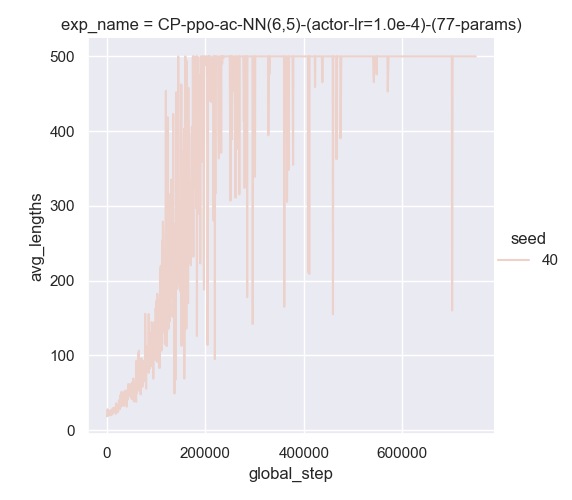 exp_name = CP-ppo-ac-NN(6,5)-(actor-lr=1.0e-4)-(77-params)
500
400
300
200
100
0
avg_lengths
0 200000 400000 600000
global_step
seed
40